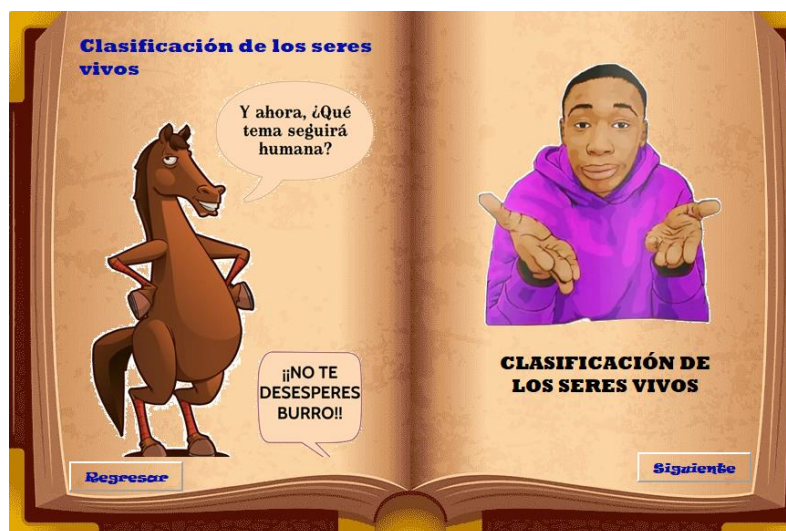 Clasificación de los seres
vivos
Y ahora, ¿Qué
tema seguirá
humana?
¡¡NO TE
DESESPERES
BURRO!!
Regresar
CLASIFICACIÓN DE
LOS SERES VIVOS
Siguiente